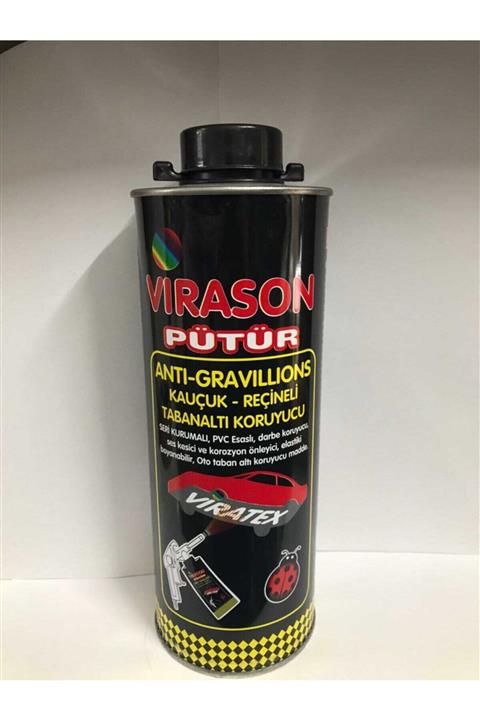 VIRASON
PÜTÜR
ANTI-GRAVILLIONS
KAUÇUK - REÇİNELİ
TABANALTI KORUYUCU
SERİ KURUMALI, PVC Esaslı, darbe koruyucu,
ses kesici ve korozyon önleyici, elastiki
boyanabilir, Oto taban altı koruyucu madde.
VIRATEX